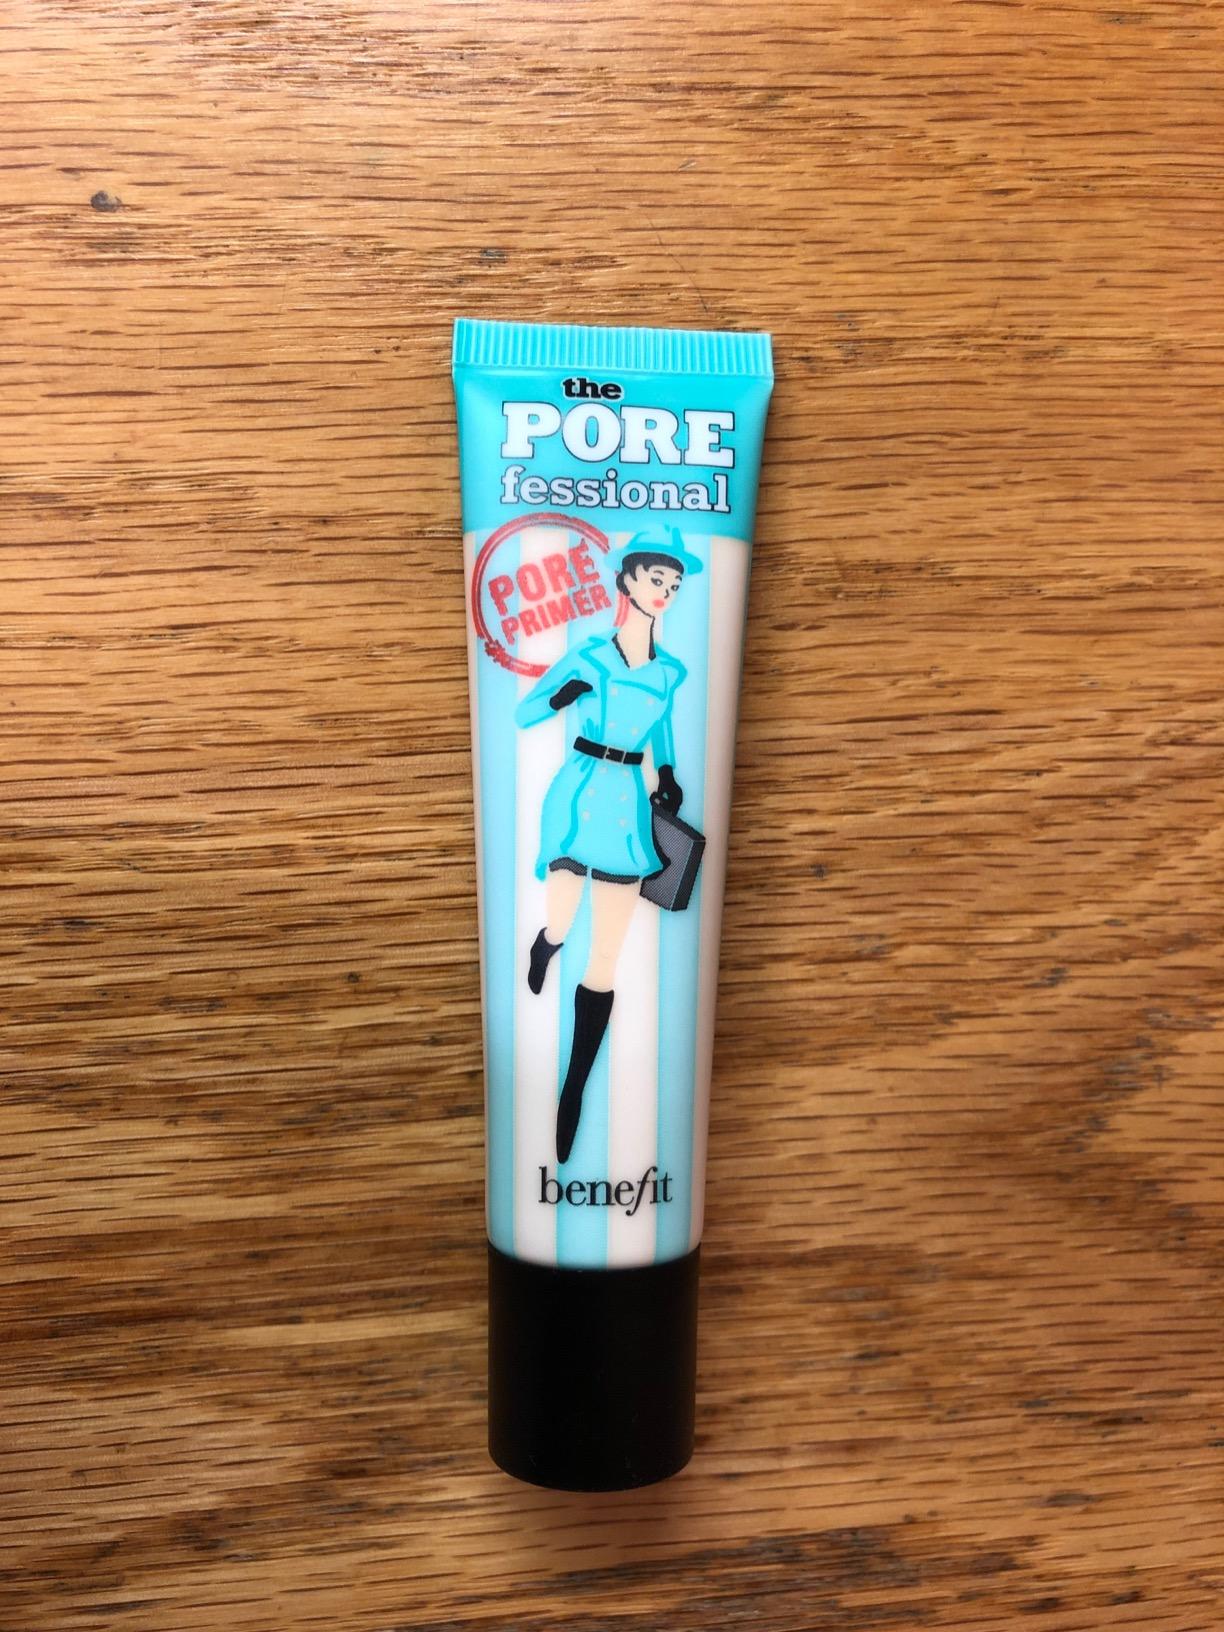 the
PORE
fessional
PORE
PRIMER
benefit